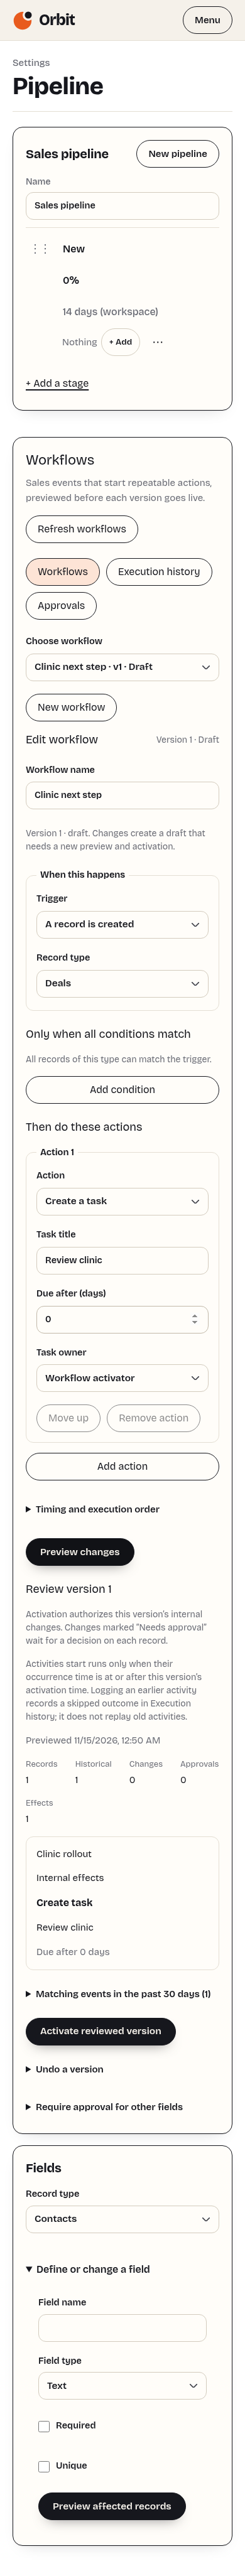 Orbit
Menu
Settings
Pipeline
Sales pipeline
New pipeline
Name
Sales pipeline
New
0%
14 days (workspace)
Nothing
+ Add
+ Add a stage
Workflows
Sales events that start repeatable actions,
previewed before each version goes live.
Refresh workflows
Workflows
Execution history
Approvals
Choose workflow
Clinic next step · v1 · Draft
New workflow
Edit workflow
Version 1 · Draft
Workflow name
Clinic next step
Version 1 · draft. Changes create a draft that
needs a new preview and activation.
When this happens
Trigger
A record is created
Record type
Deals
Only when all conditions match
All records of this type can match the trigger.
Add condition
Then do these actions
Action 1
Action
Create a task
Task title
Review clinic
Due after (days)
0
Task owner
Workflow activator
Move up
Remove action
Add action
Timing and execution order
Preview changes
Review version 1
Activation authorizes this version's internal
changes. Changes marked "Needs approval"
wait for a decision on each record.
Activities start runs only when their
occurrence time is at or after this version's
activation time. Logging an earlier activity
records a skipped outcome in Execution
history; it does not replay old activities.
Previewed 11/15/2026, 12:50 AM
Records Historical Changes Approvals
1 1 0 0
Effects
1
Clinic rollout
Internal effects
Create task
Review clinic
Due after 0 days
Matching events in the past 30 days (1)
Activate reviewed version
Undo a version
Require approval for other fields
Fields
Record type
Contacts
Define or change a field
Field name
Field type
Text
Required
Unique
Preview affected records